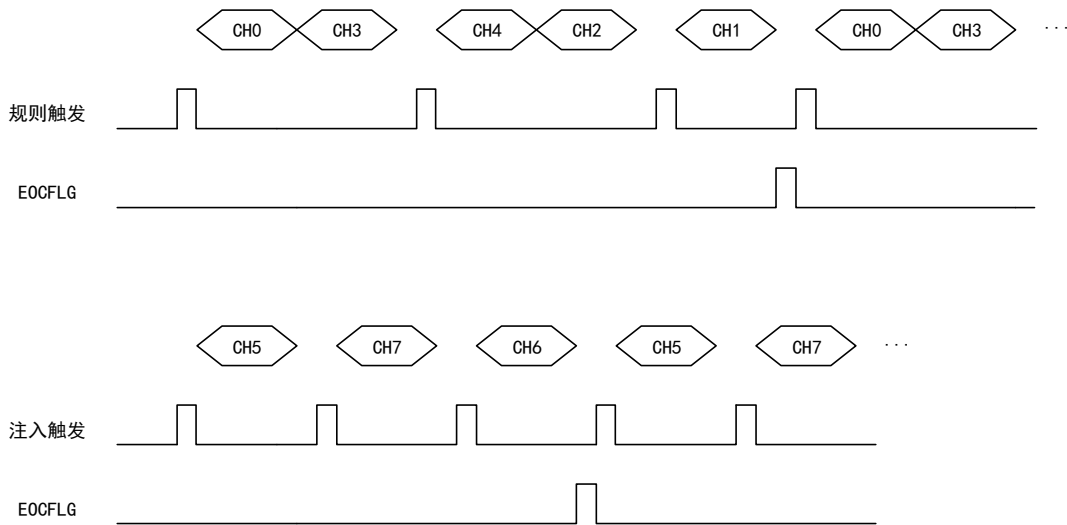 CH0 CH3 CH4 CH2 CH1 CH0 CH3 ...
规则触发
EOCFLG
CH5 CH7 CH6 CH5 CH7 ...
注入触发
EOCFLG